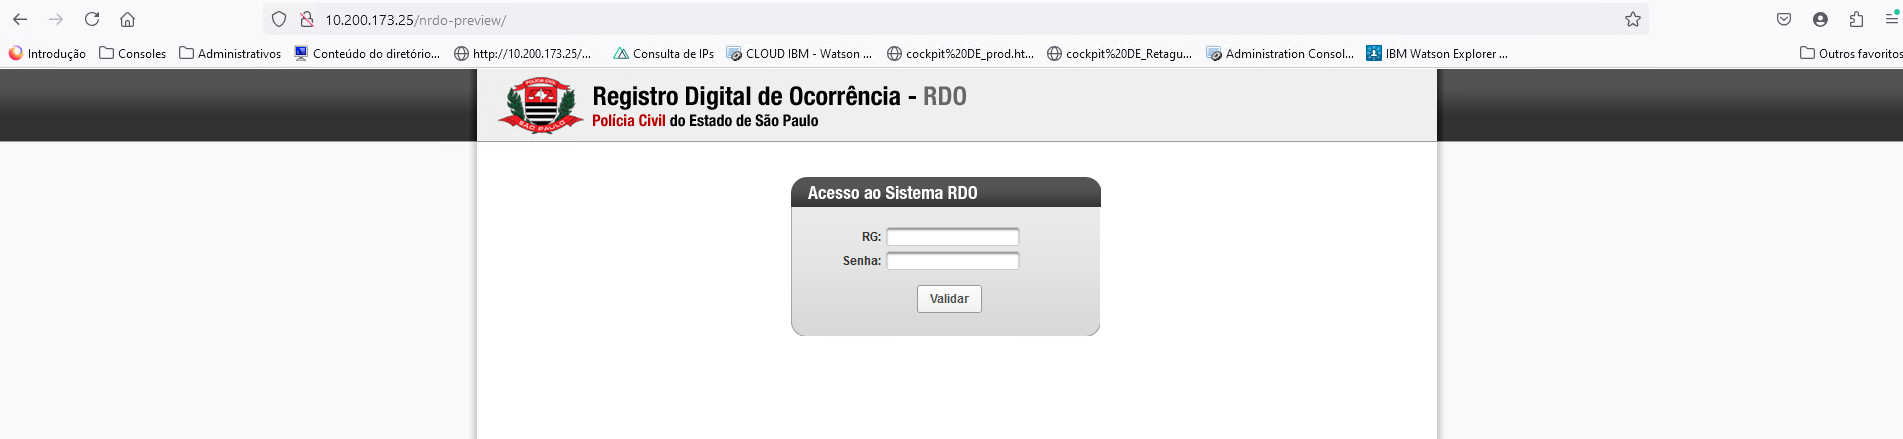 10.200.173.25/nrdo-preview/
Introdução Consoles Administrativos Conteúdo do diretório... http://10.200.173.25/... Consulta de IPs CLOUD IBM - Watson ... cockpit%20DE_prod.ht... cockpit%20DE_Retagu... Administration Consol... IBM Watson Explorer ... Outros favoritos
POLÍCIA CIVIL
SÃO PAULO
Registro Digital de Ocorrência - RDO
Polícia Civil do Estado de São Paulo
Acesso ao Sistema RDO
RG:
Senha:
Validar